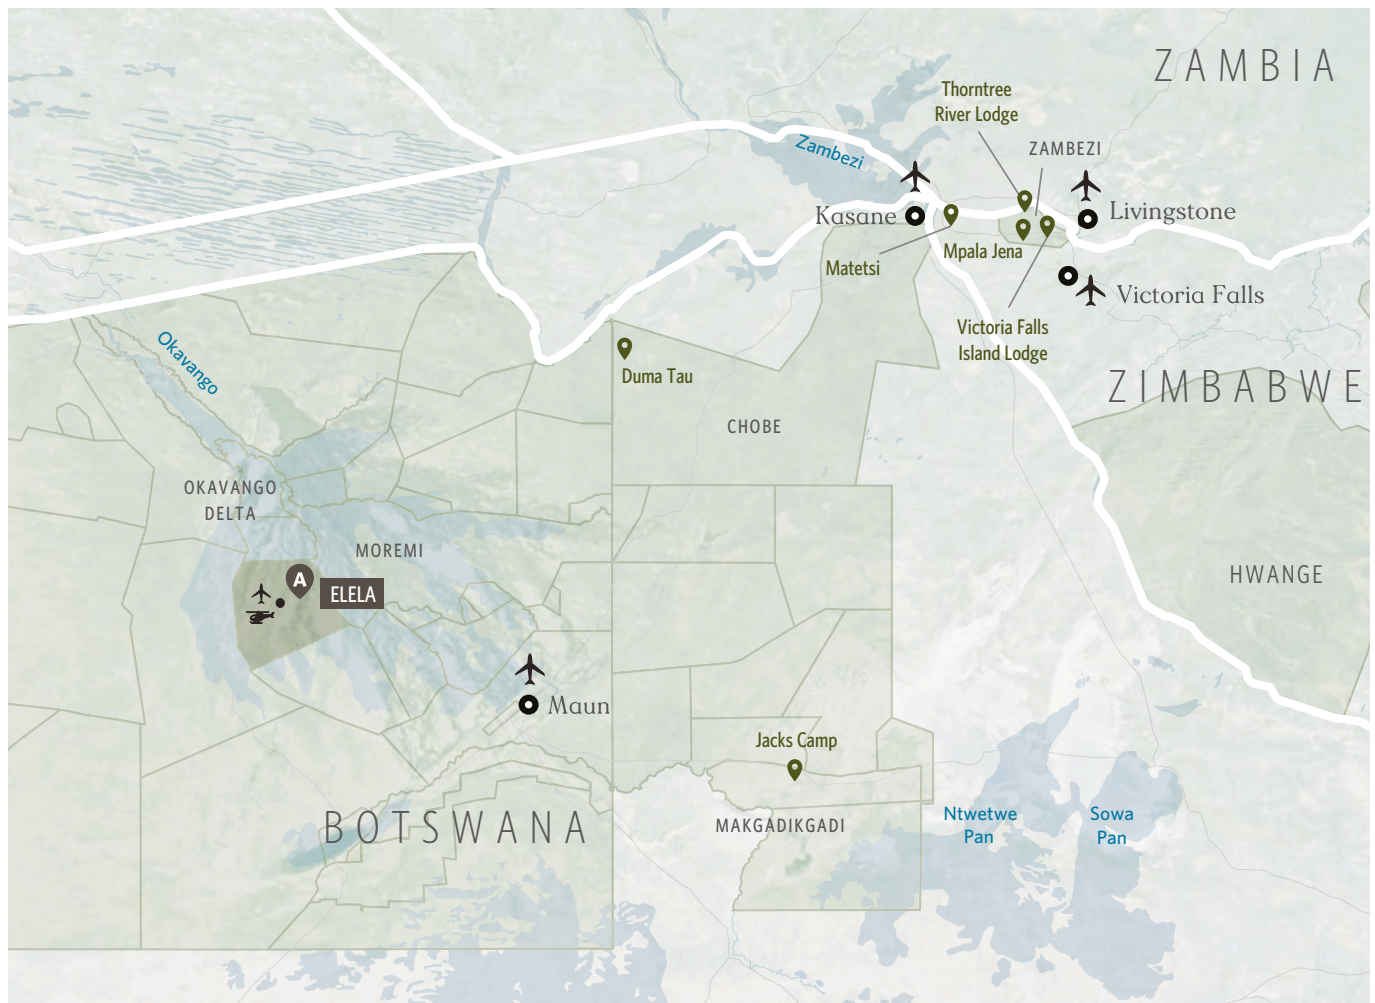 ZAMBIA
Thorntree
River Lodge
Zambezi
ZAMBEZI
Kasane
Livingstone
Mpala Jena
Matetsi
Victoria Falls
Victoria Falls
Island Lodge
Okavango
Duma Tau
ZIMBABWE
CHOBE
OKAVANGO
DELTA
MOREMI
HWANGE
A
ELELA
Maun
Jacks Camp
BOTSWANA
MAKGADIKGADI
Ntwetwe
Pan
Sowa
Pan